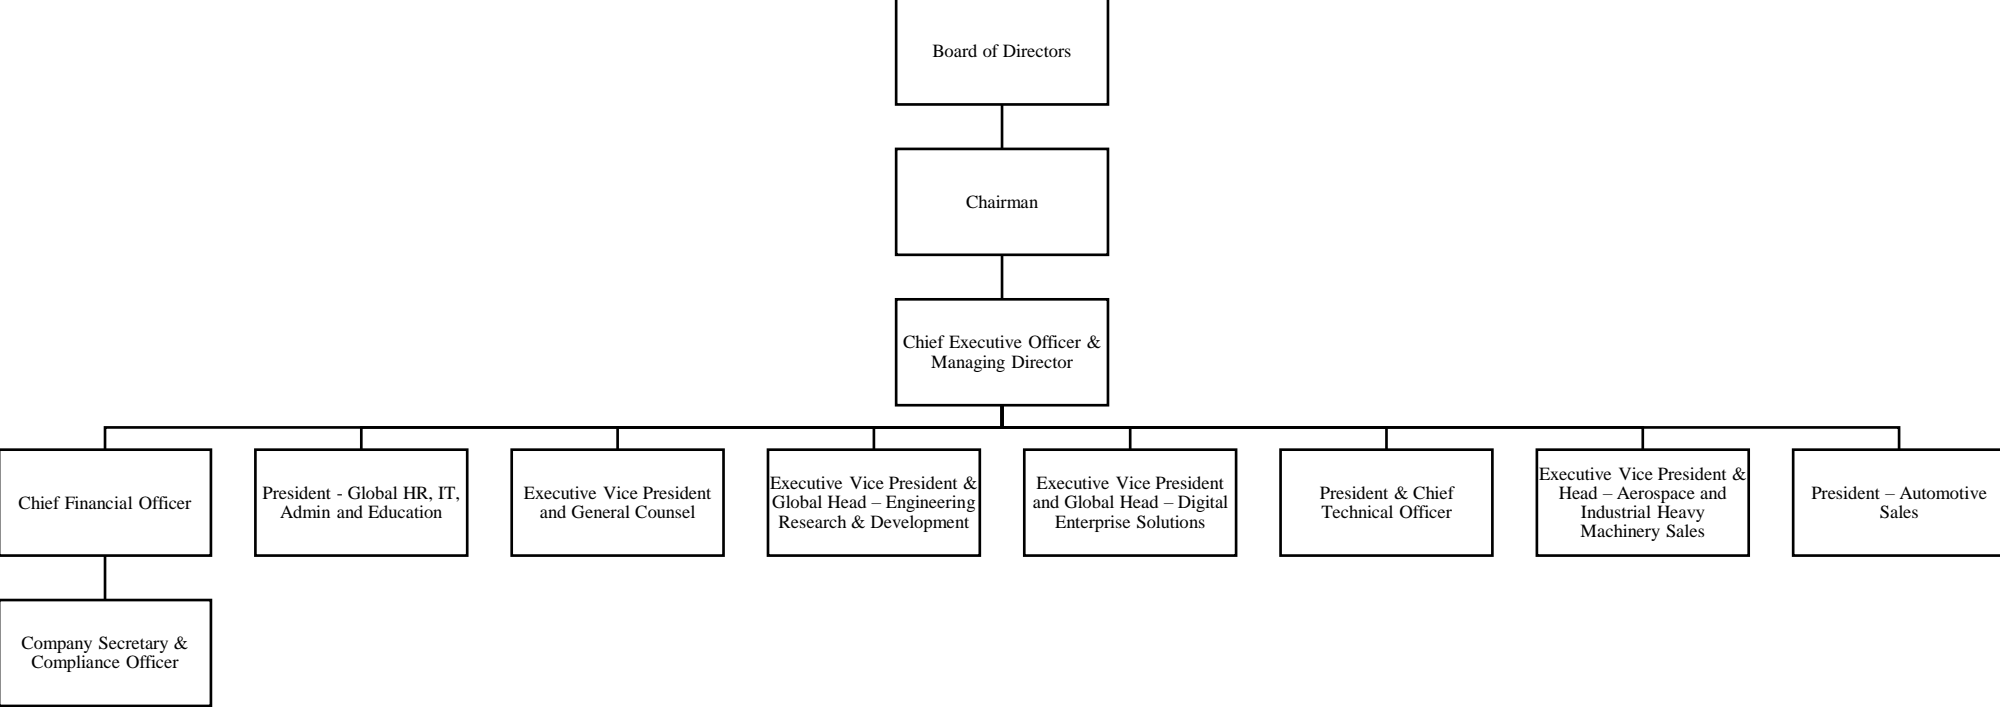 Board of Directors
Chairman
Chief Executive Officer &
Managing Director
Chief Financial Officer
President - Global HR, IT,
Admin and Education
Executive Vice President
and General Counsel
Executive Vice President &
Global Head – Engineering
Research & Development
Executive Vice President
and Global Head – Digital
Enterprise Solutions
President & Chief
Technical Officer
Executive Vice President &
Head – Aerospace and
Industrial Heavy
Machinery Sales
President – Automotive
Sales
Company Secretary &
Compliance Officer